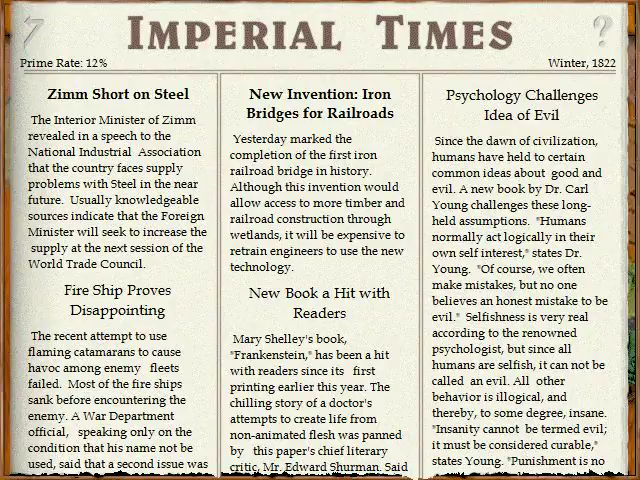 Imperial Times
Prime Rate: 12%
Winter, 1822
Zimm Short on Steel
The Interior Minister of Zimm
revealed in a speech to the
National Industrial Association
that the country faces supply
problems with Steel in the near
future. Usually knowledgeable
sources indicate that the Foreign
Minister will seek to increase the
supply at the next session of the
World Trade Council.
Fire Ship Proves
Disappointing
The recent attempt to use
flaming catamarans to cause
havoc among enemy fleets
failed. Most of the fire ships
sank before encountering the
enemy. A War Department
official, speaking only on the
condition that his name not be
used, said that a second issue was
New Invention: Iron
Bridges for Railroads
Yesterday marked the
completion of the first iron
railroad bridge in history.
Although this invention would
allow access to more timber and
railroad construction through
wetlands, it will be expensive to
retrain engineers to use the new
technology.
New Book a Hit with
Readers
Mary Shelley's book,
"Frankenstein," has been a hit
with readers since its first
printing earlier this year. The
chilling story of a doctor's
attempts to create life from
non-animated flesh was panned
by this paper's chief literary
critic, Mr. Edward Shurman. Said
Psychology Challenges
Idea of Evil
Since the dawn of civilization,
humans have held to certain
common ideas about good and
evil. A new book by Dr. Carl
Young challenges these long-
held assumptions. "Humans
normally act logically in their
own self interest," states Dr.
Young. "Of course, we often
make mistakes, but no one
believes an honest mistake to be
evil." Selfishness is very real
according to the renowned
psychologist, but since all
humans are selfish, it can not be
called an evil. All other
behavior is illogical, and
thereby, to some degree, insane.
"Insanity cannot be termed evil;
it must be considered curable,"
states Young. "Punishment is no